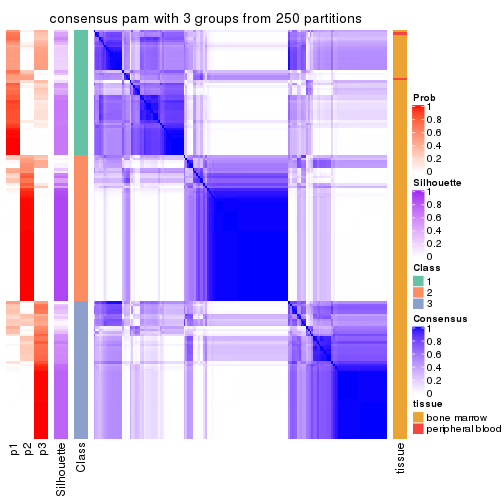 consensus pam with 3 groups from 250 partitions
Prob
1
0.8
0.6
0.4
0.2
0
Silhouette
1
0.8
0.6
0.4
0.2
0
Class
1
2
3
Consensus
1
0.8
0.6
0.4
0.2
0
tissue
bone marrow
peripheral blood
p1
p2
p3
Silhouette
Class
tissue